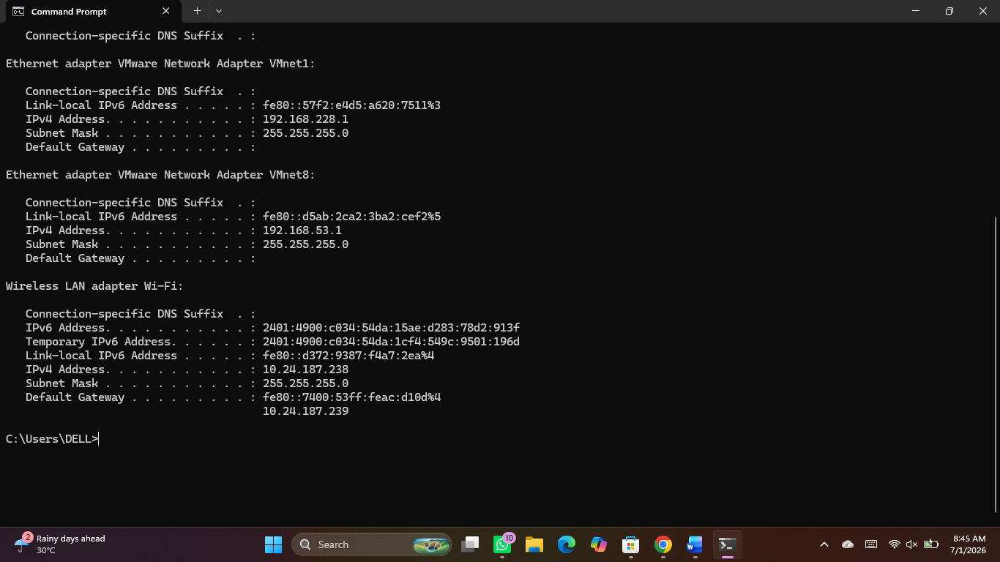 Command Prompt
Connection-specific DNS Suffix  . :
Ethernet adapter VMware Network Adapter VMnet1:
Connection-specific DNS Suffix  . :
Link-local IPv6 Address . . . . . : fe80::57f2:e4d5:a620:7511%3
IPv4 Address. . . . . . . . . . . : 192.168.228.1
Subnet Mask . . . . . . . . . . . : 255.255.255.0
Default Gateway . . . . . . . . . :
Ethernet adapter VMware Network Adapter VMnet8:
Connection-specific DNS Suffix  . :
Link-local IPv6 Address . . . . . : fe80::d5ab:2ca2:3ba2:cef2%5
IPv4 Address. . . . . . . . . . . : 192.168.53.1
Subnet Mask . . . . . . . . . . . : 255.255.255.0
Default Gateway . . . . . . . . . :
Wireless LAN adapter Wi-Fi:
Connection-specific DNS Suffix  . :
IPv6 Address. . . . . . . . . . . : 2401:4900:c034:54da:15ae:d283:78d2:913f
Temporary IPv6 Address. . . . . . : 2401:4900:c034:54da:1cf4:549c:9501:196d
Link-local IPv6 Address . . . . . : fe80::d372:9387:f4a7:2ea%4
IPv4 Address. . . . . . . . . . . : 10.24.187.238
Subnet Mask . . . . . . . . . . . : 255.255.255.0
Default Gateway . . . . . . . . . : fe80::7400:53ff:feac:d10d%4
10.24.187.239
C:\Users\DELL>
2
Rainy days ahead
30°C
Search
10
8:45 AM
7/1/2026